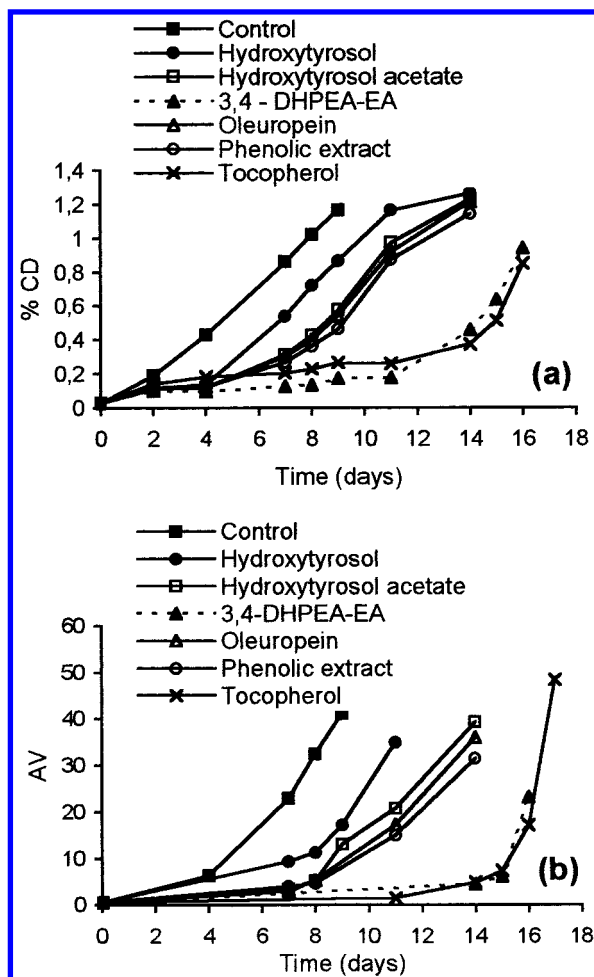 Control
Hydroxytyrosol
Hydroxytyrosol acetate
3,4 - DHPEA-EA
Oleuropein
Phenolic extract
Tocopherol
1,4
1,2
1
0,8
0,6
0,4
0,2
0
% CD
(a)
0 2 4 6 8 10 12 14 16 18
Time (days)
Control
Hydroxytyrosol
Hydroxytyrosol acetate
3,4-DHPEA-EA
Oleuropein
Phenolic extract
Tocopherol
60
50
40
30
20
10
0
AV
(b)
0 2 4 6 8 10 12 14 16 18
Time (days)